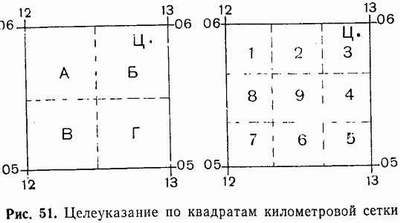 12 13 12 13
06 06 06 06
Ц. Ц.
А Б 1 2 3
8 9 4
В Г 7 6 5
05 05 05 05
12 13 12 13
Рис. 51. Целеуказание по квадратам километровой сетки